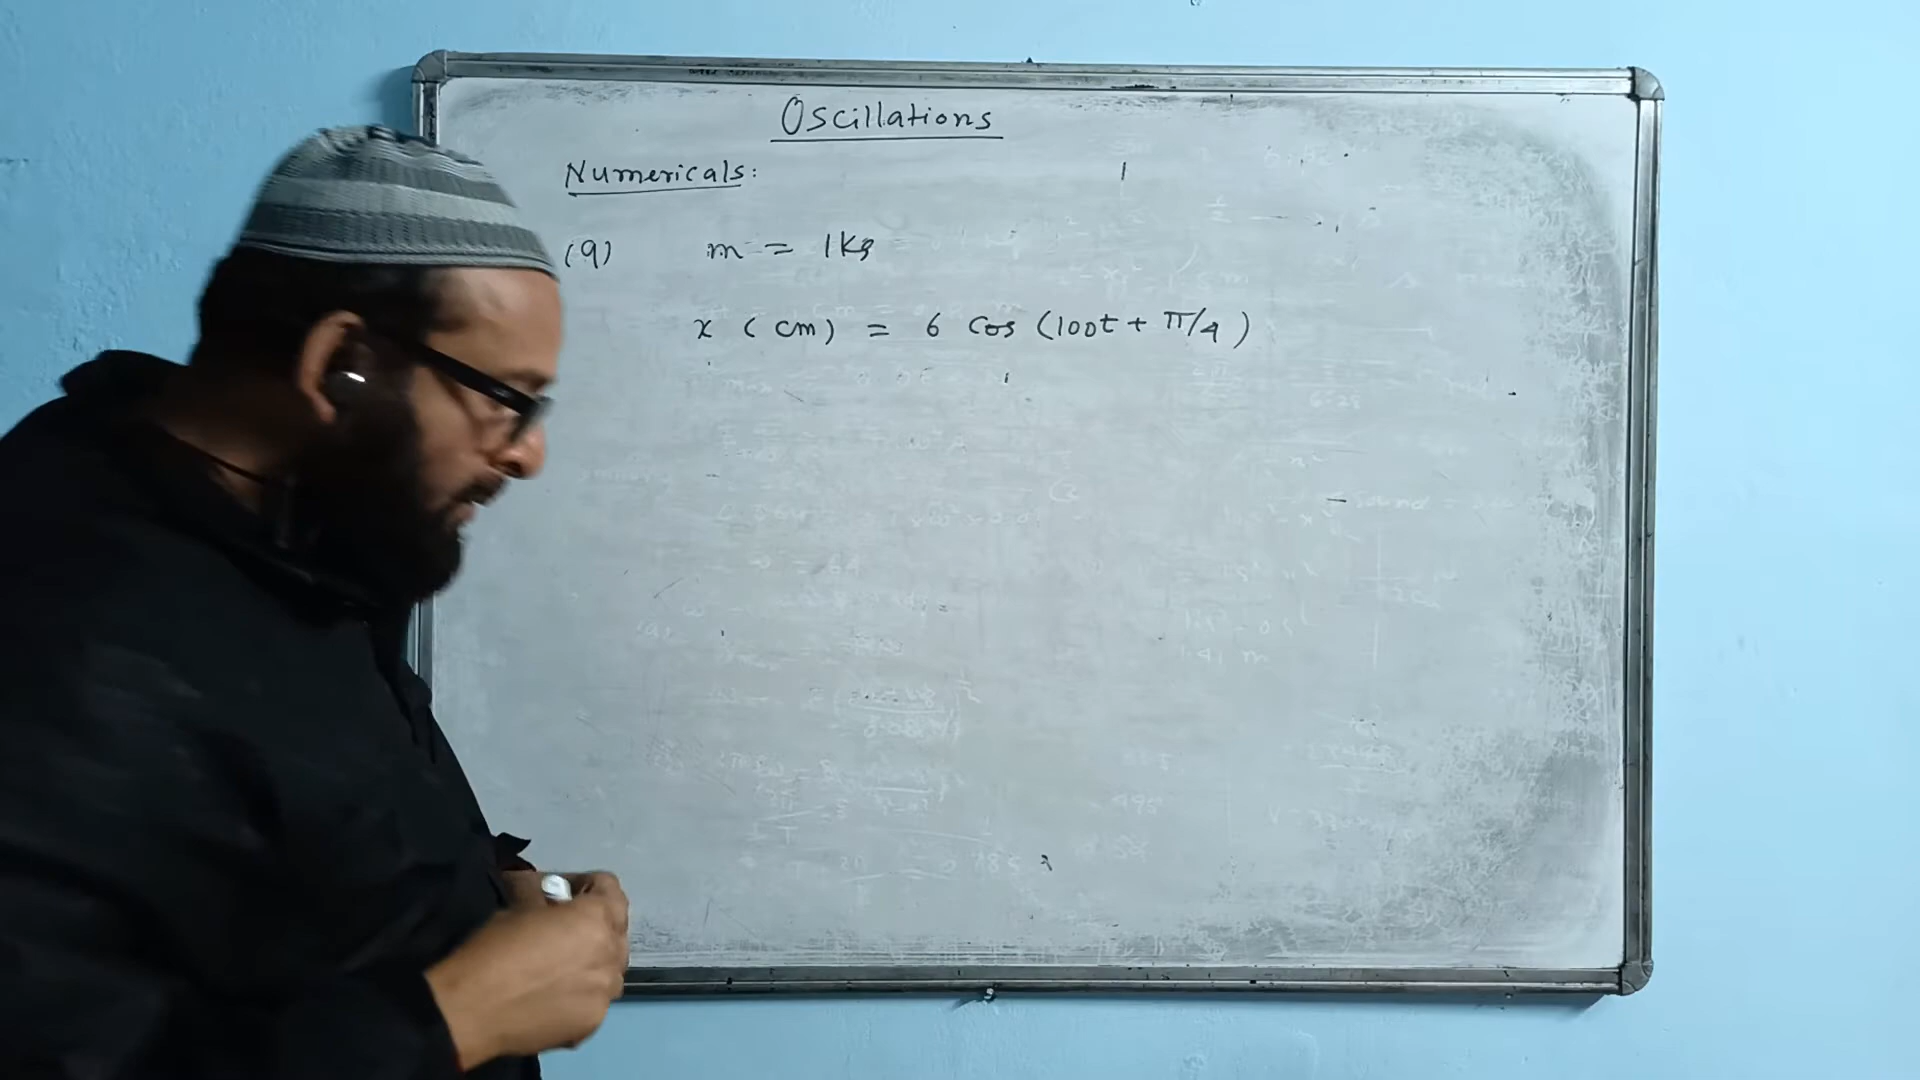 Oscillations
Numericals:
(9) m = 1kg
x (cm) = 6 cos (100t + π/4)